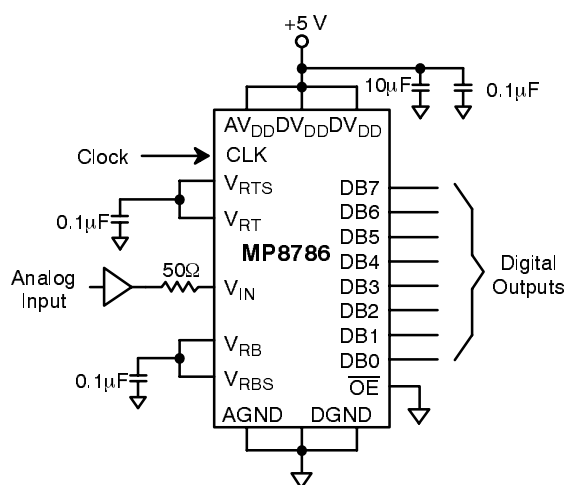 +5 V
10µF
0.1µF
AVDD DVDD DVDD
Clock
CLK
VRTS
0.1µF
VRT
MP8786
Analog
Input
50Ω
VIN
VRB
0.1µF
VRBS
DB7
DB6
DB5
DB4
DB3
DB2
DB1
DB0
OE
Digital
Outputs
AGND DGND